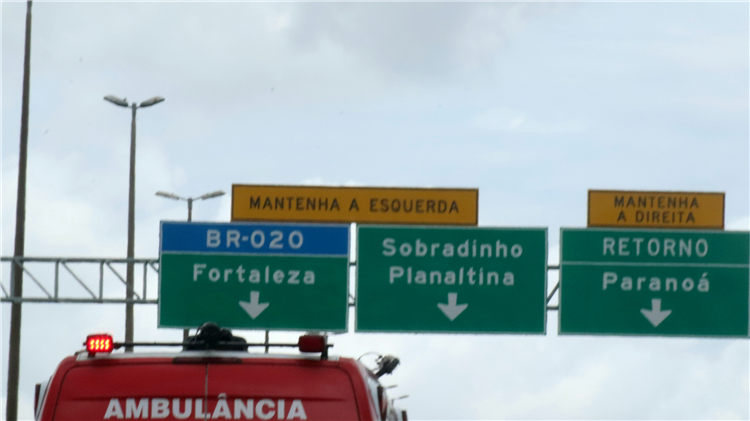 MANTENHA A ESQUERDA
BR-020
Fortaleza
Sobradinho
Planaltina
MANTENHA
A DIREITA
RETORNO
Paranoá
AMBULÂNCIA